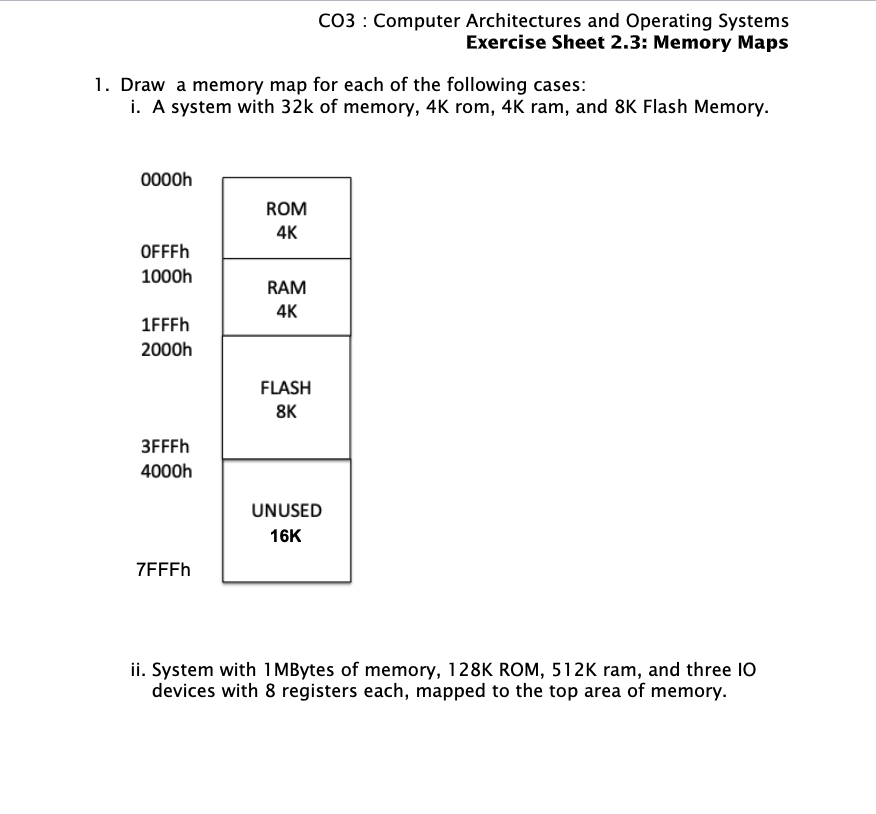 CO3 : Computer Architectures and Operating Systems
Exercise Sheet 2.3: Memory Maps
1. Draw a memory map for each of the following cases:
i. A system with 32k of memory, 4K rom, 4K ram, and 8K Flash Memory.
0000h
ROM
4K
OFFFh
1000h
RAM
4K
1FFFh
2000h
FLASH
8K
3FFFh
4000h
UNUSED
16K
7FFFh
ii. System with 1MBytes of memory, 128K ROM, 512K ram, and three IO
devices with 8 registers each, mapped to the top area of memory.